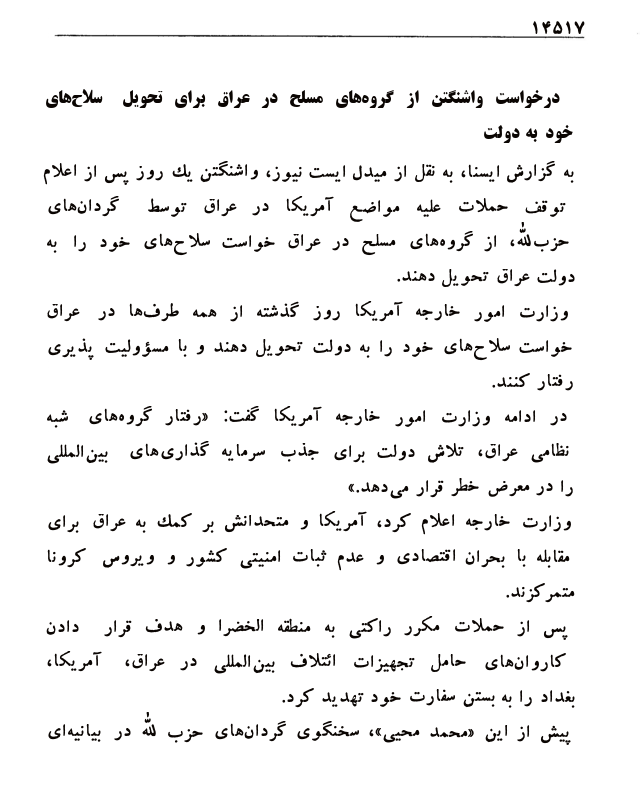 ۱۴۵۱۷
درخواست واشنگتن از گروه‌های مسلح در عراق برای تحویل سلاح‌های
خود به دولت
به گزارش ایسنا، به نقل از میدل ایست نیوز، واشنگتن یك روز پس از اعلام
توقف حملات علیه مواضع آمریکا در عراق توسط گردان‌های
حزب‌الله، از گروه‌های مسلح در عراق خواست سلاح‌های خود را به
دولت عراق تحویل دهند.
وزارت امور خارجه آمریکا روز گذشته از همه طرف‌ها در عراق
خواست سلاح‌های خود را به دولت تحویل دهند و با مسؤولیت پذیری
رفتار کنند.
در ادامه وزارت امور خارجه آمریکا گفت: «رفتار گروه‌های شبه
نظامی عراق، تلاش دولت برای جذب سرمایه گذاری‌های بین‌المللی
را در معرض خطر قرار می‌دهد.»
وزارت خارجه اعلام کرد، آمریکا و متحدانش بر کمك به عراق برای
مقابله با بحران اقتصادی و عدم ثبات امنیتی کشور و ویروس کرونا
متمرکزند.
پس از حملات مکرر راکتی به منطقه الخضرا و هدف قرار دادن
کاروان‌های حامل تجهیزات ائتلاف بین‌المللی در عراق، آمریکا،
بغداد را به بستن سفارت خود تهدید کرد.
پیش از این «محمد محیی»، سخنگوی گردان‌های حزب الله در بیانیه‌ای